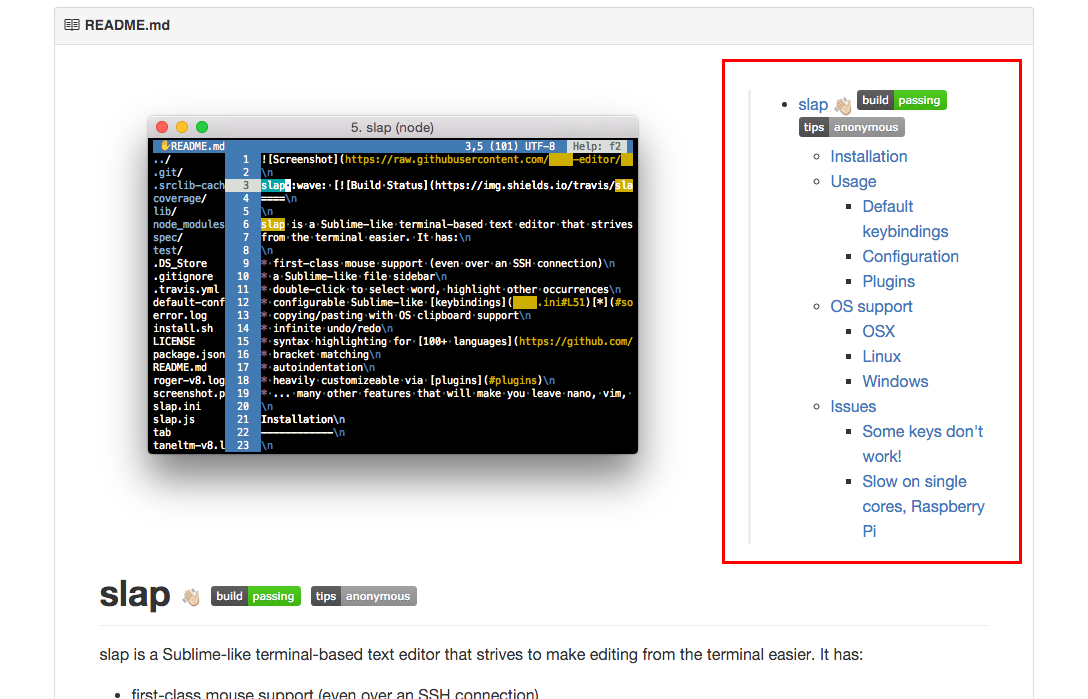 README.md
5. slap (node)
README.md 3,5 (101) UTF-8 Help: f2
../ 1 ![Screenshot](https://raw.githubusercontent.com/ -editor/
.git/ 2 \n
.srclib-cach 3 slap·:wave:·[![Build Status](https://img.shields.io/travis/sla
coverage/ 4 ====\n
lib/ 5 \n
node_modules 6 slap·is·a·Sublime-like·terminal-based·text·editor·that·strives
spec/ 7 from·the·terminal·easier.·It·has:\n
test/ 8 \n
.DS_Store 9 *·first-class·mouse·support·(even·over·an·SSH·connection)\n
.gitignore 10 *·a·Sublime-like·file·sidebar\n
.travis.yml 11 *·double-click·to·select·word,·highlight·other·occurrences\n
default-conf 12 *·configurable·Sublime-like·[keybindings]( .ini#L51)[*](#so
error.log 13 *·copying/pasting·with·OS·clipboard·support\n
install.sh 14 *·infinite·undo/redo\n
LICENSE 15 *·syntax·highlighting·for·[100+·languages](https://github.com/
package.json 16 *·bracket·matching\n
README.md 17 *·autoindentation\n
roger-v8.log 18 *·heavily·customizeable·via·[plugins](#plugins)\n
screenshot.p 19 *·...·many·other·features·that·will·make·you·leave·nano,·vim,·
slap.ini 20 \n
slap.js 21 Installation\n
tab 22 ------------\n
taneltm-v8.l 23 \n
slap 👋🏼 build passing
tips anonymous
Installation
Usage
Default
keybindings
Configuration
Plugins
OS support
OSX
Linux
Windows
Issues
Some keys don't
work!
Slow on single
cores, Raspberry
Pi
slap 👋🏼 build passing tips anonymous
slap is a Sublime-like terminal-based text editor that strives to make editing from the terminal easier. It has:
• first-class mouse support (even over an SSH connection)